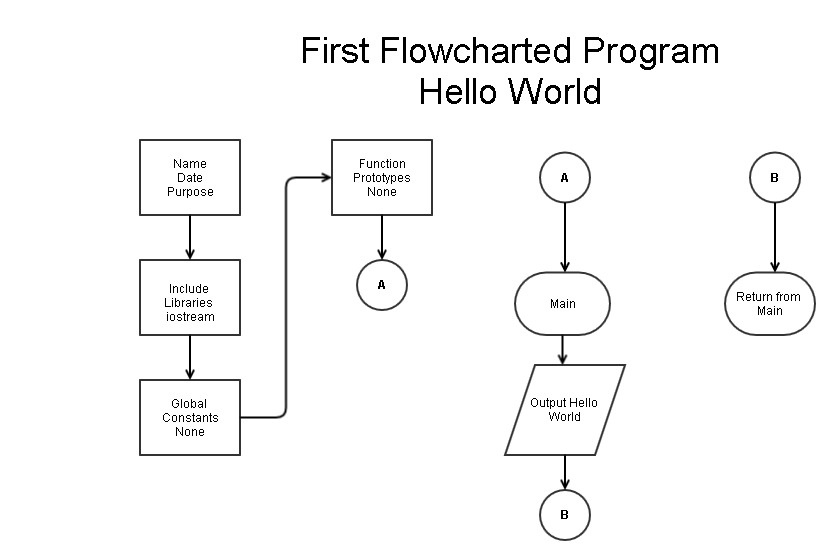 First Flowcharted Program
Hello World
Name
Date
Purpose
Include
Libraries
iostream
Global
Constants
None
Function
Prototypes
None
A
A
Main
Output Hello
World
B
B
Return from
Main